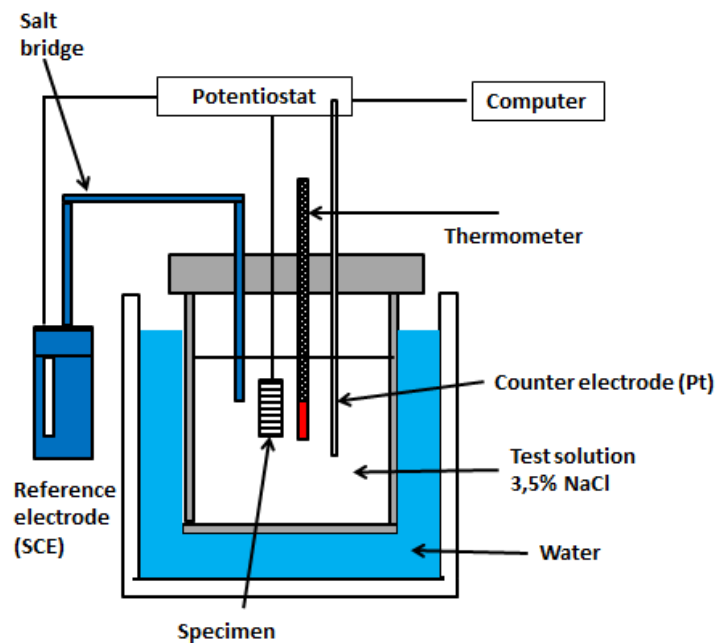 Salt
bridge
Potentiostat
Computer
Thermometer
Counter electrode (Pt)
Test solution
3,5% NaCl
Reference
electrode
(SCE)
Water
Specimen